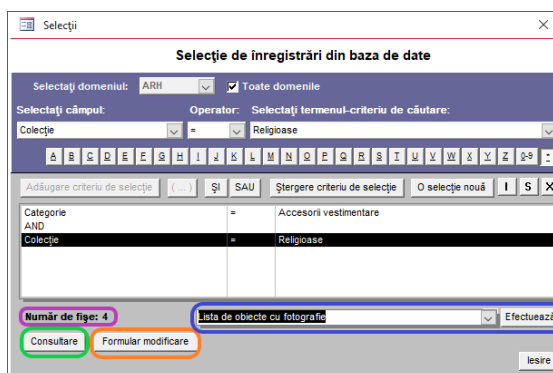 Selecții
Selecție de înregistrări din baza de date
Selectați domeniul: ARH Toate domenile
Selectați câmpul: Operator: Selectați termenul-criteriu de căutare:
Colecție = Religioase
A B C D E F G H I J K L M N O P Q R S T U V W X Y Z 0-9 *
Adăugare criteriu de selecție (...) ȘI SAU Ștergere criteriu de selecție O selecție nouă I S X
Categorie = Accesorii vestimentare
AND
Colecție = Religioase
Număr de fișe: 4 Lista de obiecte cu fotografie Efectuează
Consultare Formular modificare
Iesire